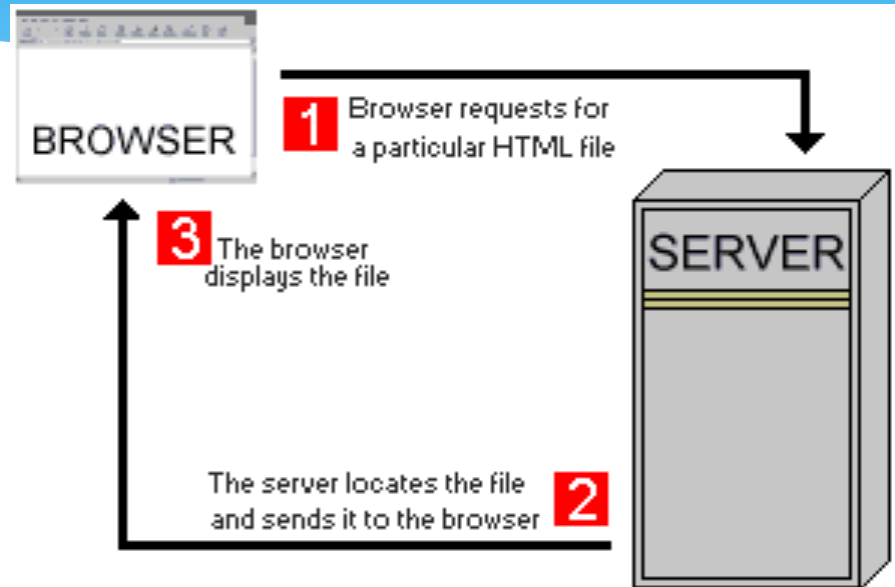 BROWSER
1
Browser requests for
a particular HTML file
SERVER
3
The browser
displays the file
The server locates the file
and sends it to the browser
2